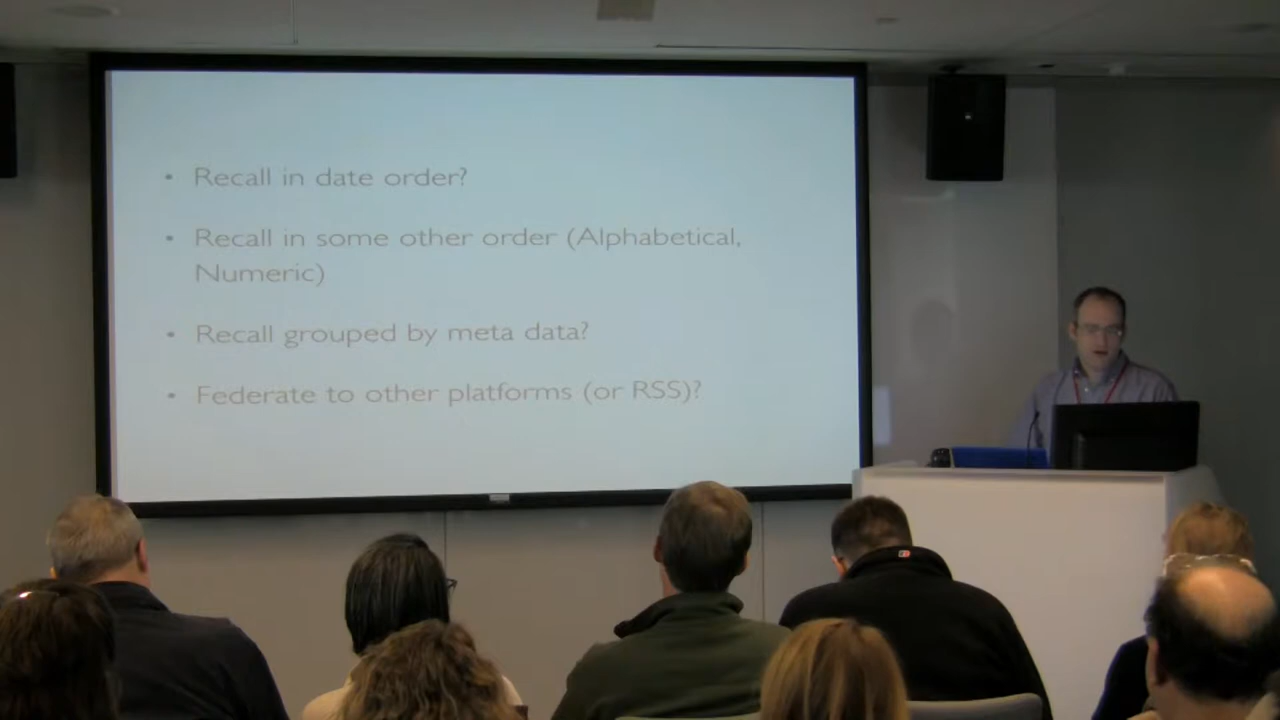 • Recall in date order?
• Recall in some other order (Alphabetical,
Numeric)
• Recall grouped by meta data?
• Federate to other platforms (or RSS)?